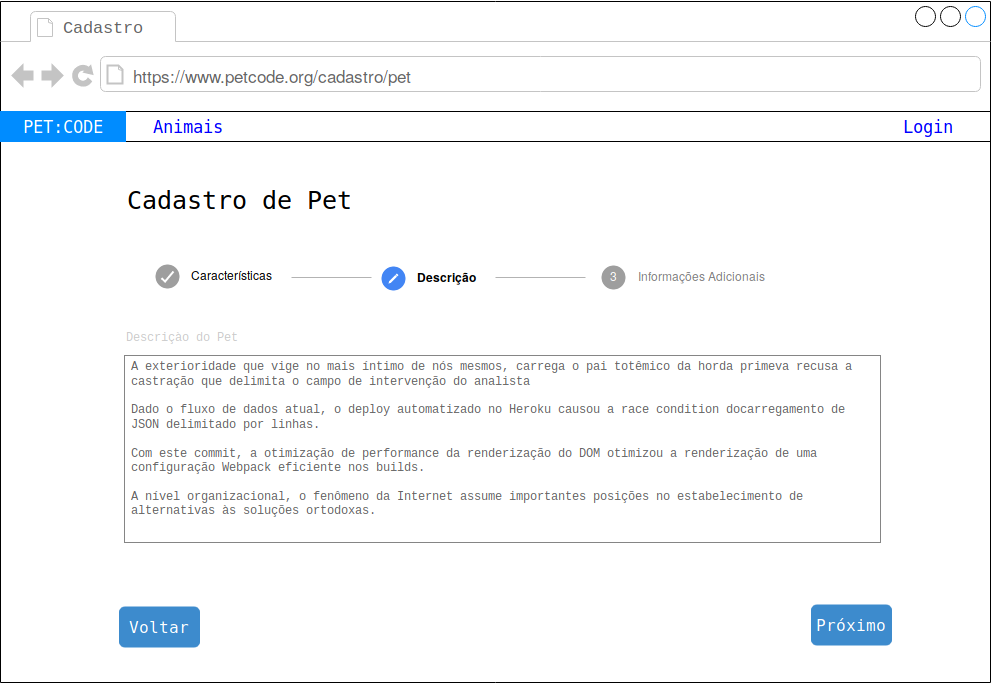 Cadastro
https://www.petcode.org/cadastro/pet
PET:CODE Animais Login
Cadastro de Pet
Características Descrição 3 Informações Adicionais
Descriçào do Pet
A exterioridade que vige no mais íntimo de nós mesmos, carrega o pai totêmico da horda primeva recusa a
castração que delimita o campo de intervenção do analista
Dado o fluxo de dados atual, o deploy automatizado no Heroku causou a race condition docarregamento de
JSON delimitado por linhas.
Com este commit, a otimização de performance da renderização do DOM otimizou a renderização de uma
configuração Webpack eficiente nos builds.
A nível organizacional, o fenômeno da Internet assume importantes posições no estabelecimento de
alternativas às soluções ortodoxas.
Voltar Próximo